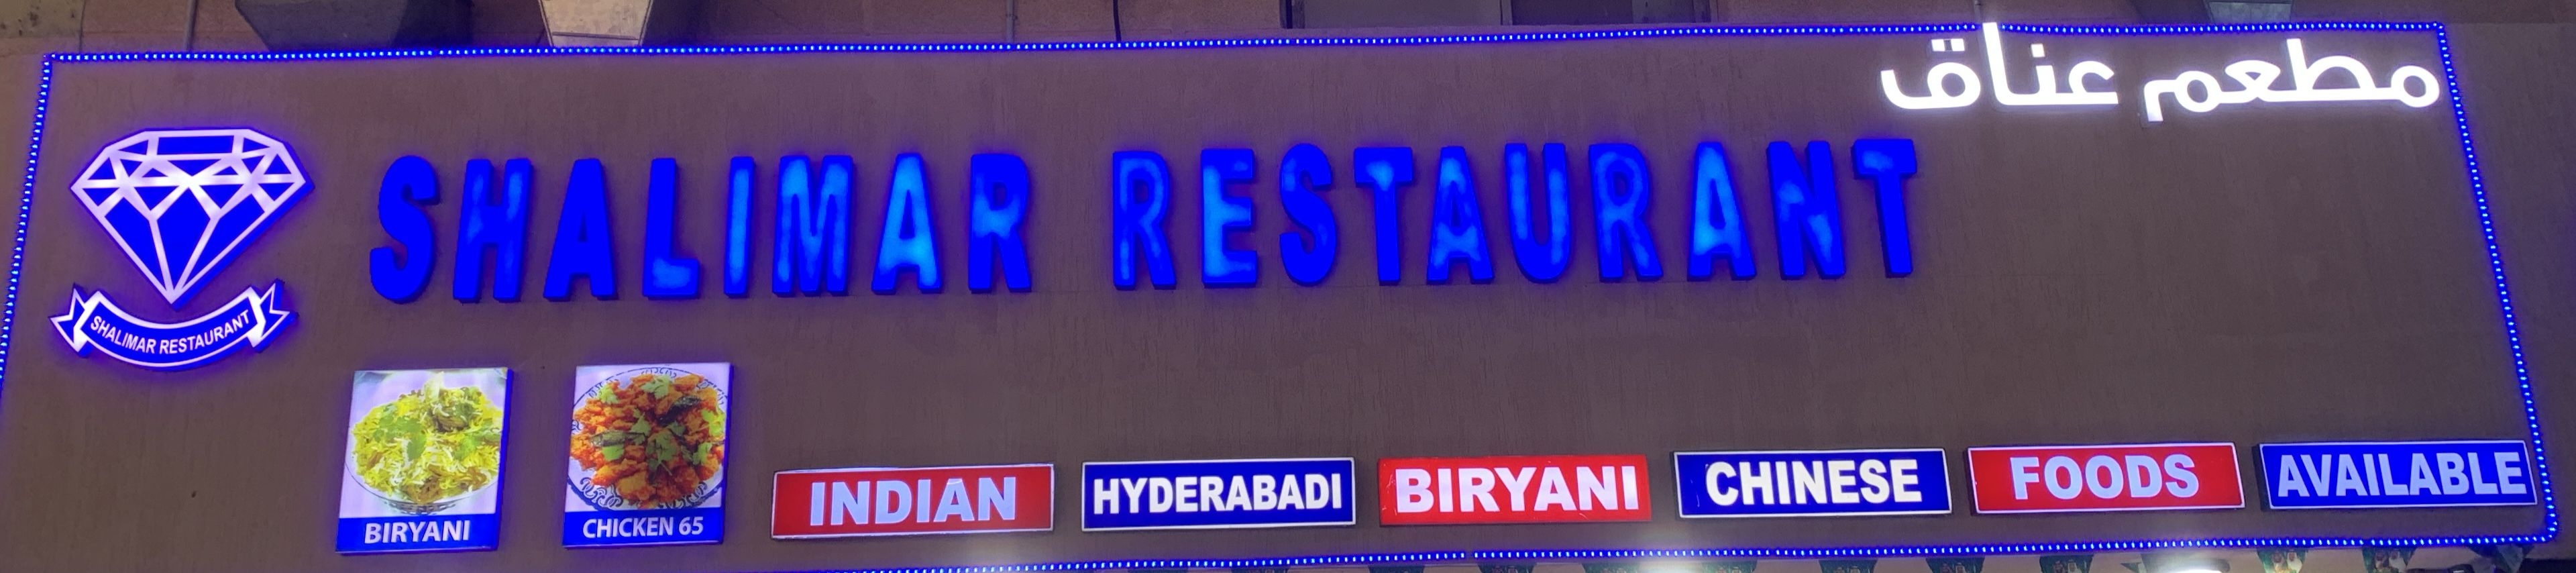 مطعم عناق
SHALIMAR RESTAURANT
SHALIMAR RESTAURANT
BIRYANI
CHICKEN 65
INDIAN HYDERABADI BIRYANI CHINESE FOODS AVAILABLE